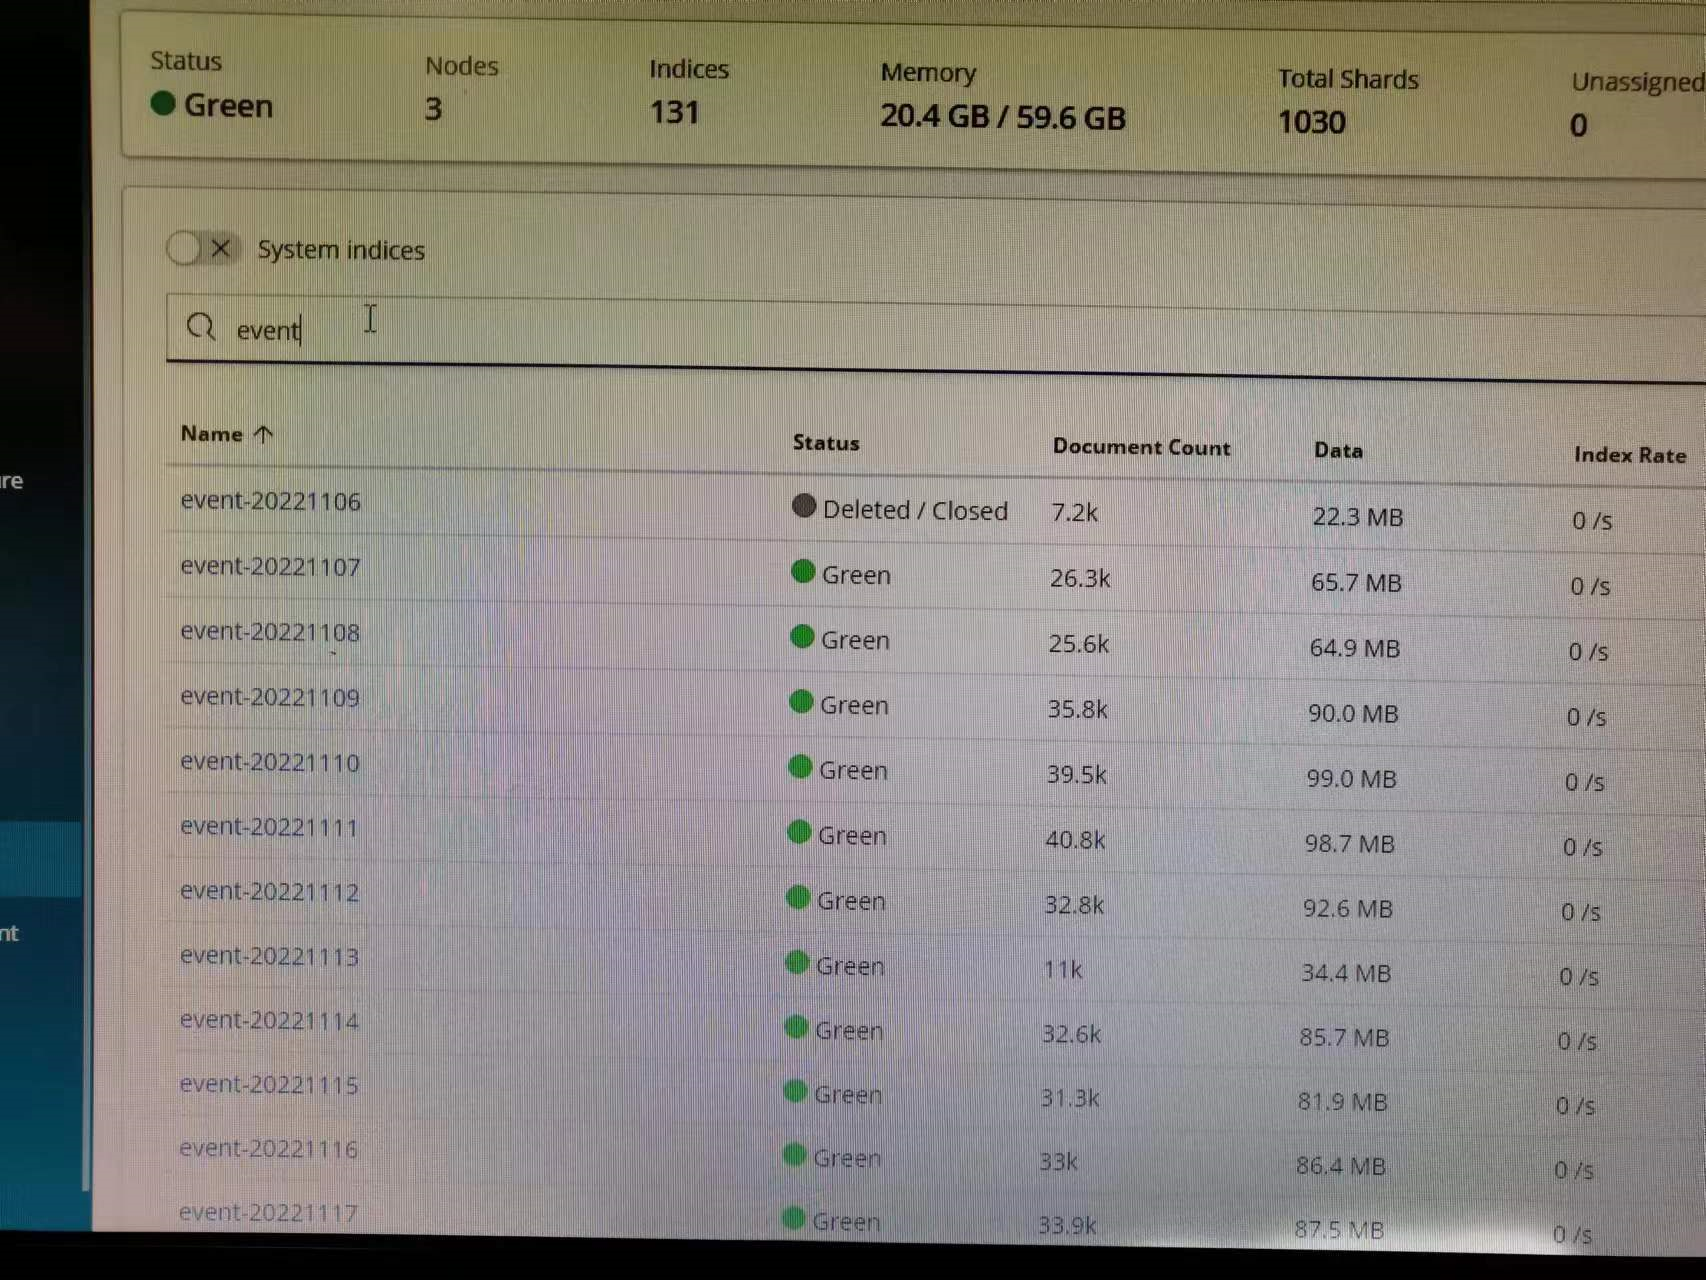 Status Nodes Indices Memory Total Shards Unassigned
Green 3 131 20.4 GB / 59.6 GB 1030 0
System indices
event
Name ↑ Status Document Count Data Index Rate
re
event-20221106 Deleted / Closed 7.2k 22.3 MB 0 /s
event-20221107 Green 26.3k 65.7 MB 0 /s
event-20221108 Green 25.6k 64.9 MB 0 /s
event-20221109 Green 35.8k 90.0 MB 0 /s
event-20221110 Green 39.5k 99.0 MB 0 /s
event-20221111 Green 40.8k 98.7 MB 0 /s
event-20221112 Green 32.8k 92.6 MB 0 /s
nt
event-20221113 Green 11k 34.4 MB 0 /s
event-20221114 Green 32.6k 85.7 MB 0 /s
event-20221115 Green 31.3k 81.9 MB 0 /s
event-20221116 Green 33k 86.4 MB 0 /s
event-20221117 Green 33.9k 87.5 MB 0 /s